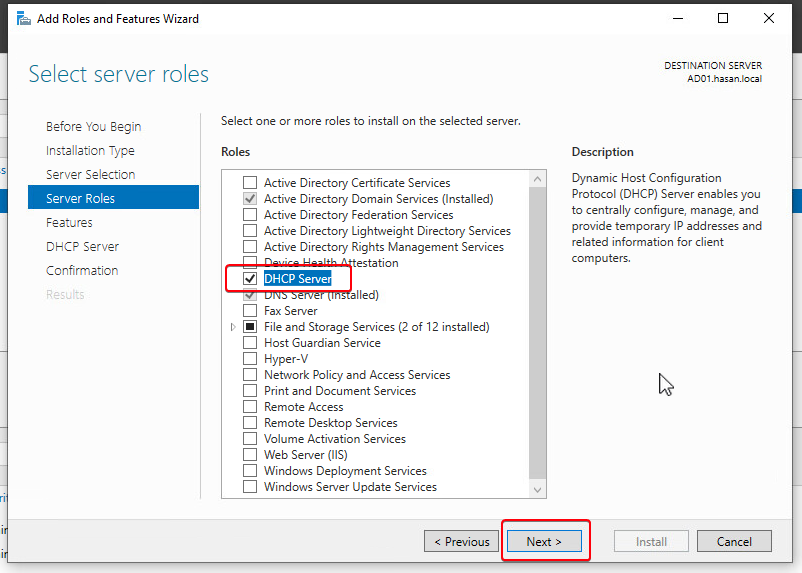 Add Roles and Features Wizard
Select server roles
DESTINATION SERVER
AD01.hasan.local
Before You Begin
Installation Type
Server Selection
Server Roles
Features
DHCP Server
Confirmation
Results
Select one or more roles to install on the selected server.
Roles
Active Directory Certificate Services
Active Directory Domain Services (Installed)
Active Directory Federation Services
Active Directory Lightweight Directory Services
Active Directory Rights Management Services
Device Health Attestation
DHCP Server
DNS Server (Installed)
Fax Server
File and Storage Services (2 of 12 installed)
Host Guardian Service
Hyper-V
Network Policy and Access Services
Print and Document Services
Remote Access
Remote Desktop Services
Volume Activation Services
Web Server (IIS)
Windows Deployment Services
Windows Server Update Services
Description
Dynamic Host Configuration
Protocol (DHCP) Server enables you
to centrally configure, manage, and
provide temporary IP addresses and
related information for client
computers.
< Previous
Next >
Install
Cancel